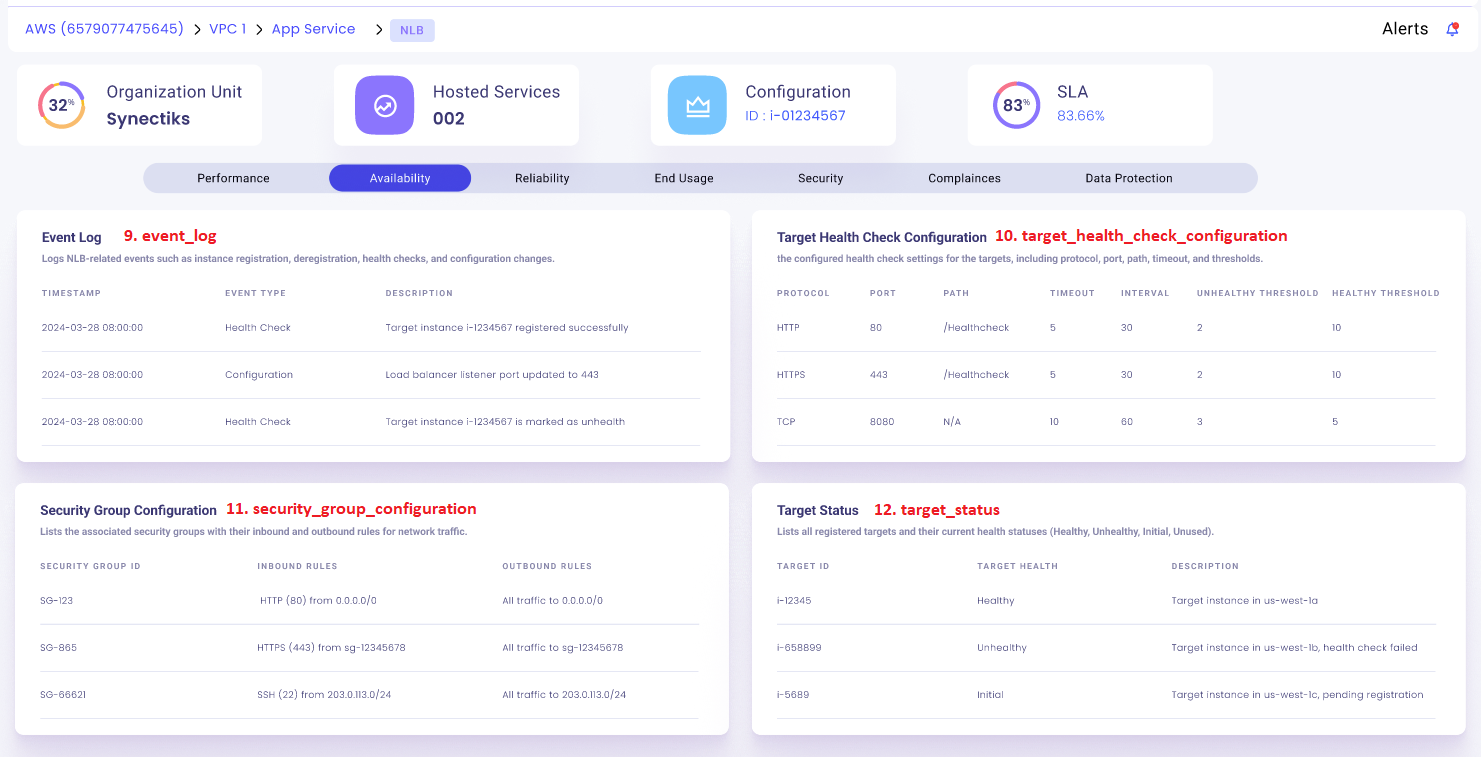 AWS (6579077475645) > VPC 1 > App Service > NLB
Alerts
32%
Organization Unit
Synectiks
Hosted Services
002
Configuration
ID : i-01234567
83%
SLA
83.66%
Performance Availability Reliability End Usage Security Complainces Data Protection
Event Log 9. event_log
Logs NLB-related events such as instance registration, deregistration, health checks, and configuration changes.
TIMESTAMP EVENT TYPE DESCRIPTION
2024-03-28 08:00:00 Health Check Target instance i-1234567 registered successfully
2024-03-28 08:00:00 Configuration Load balancer listener port updated to 443
2024-03-28 08:00:00 Health Check Target instance i-1234567 is marked as unhealth
Target Health Check Configuration 10. target_health_check_configuration
the configured health check settings for the targets, including protocol, port, path, timeout, and thresholds.
PROTOCOL PORT PATH TIMEOUT INTERVAL UNHEALTHY THRESHOLD HEALTHY THRESHOLD
HTTP 80 /Healthcheck 5 30 2 10
HTTPS 443 /Healthcheck 5 30 2 10
TCP 8080 N/A 10 60 3 5
Security Group Configuration 11. security_group_configuration
Lists the associated security groups with their inbound and outbound rules for network traffic.
SECURITY GROUP ID INBOUND RULES OUTBOUND RULES
SG-123 HTTP (80) from 0.0.0.0/0 All traffic to 0.0.0.0/0
SG-865 HTTPS (443) from sg-12345678 All traffic to sg-12345678
SG-66621 SSH (22) from 203.0.113.0/24 All traffic to 203.0.113.0/24
Target Status 12. target_status
Lists all registered targets and their current health statuses (Healthy, Unhealthy, Initial, Unused).
TARGET ID TARGET HEALTH DESCRIPTION
i-12345 Healthy Target instance in us-west-1a
i-658899 Unhealthy Target instance in us-west-1b, health check failed
i-5689 Initial Target instance in us-west-1c, pending registration